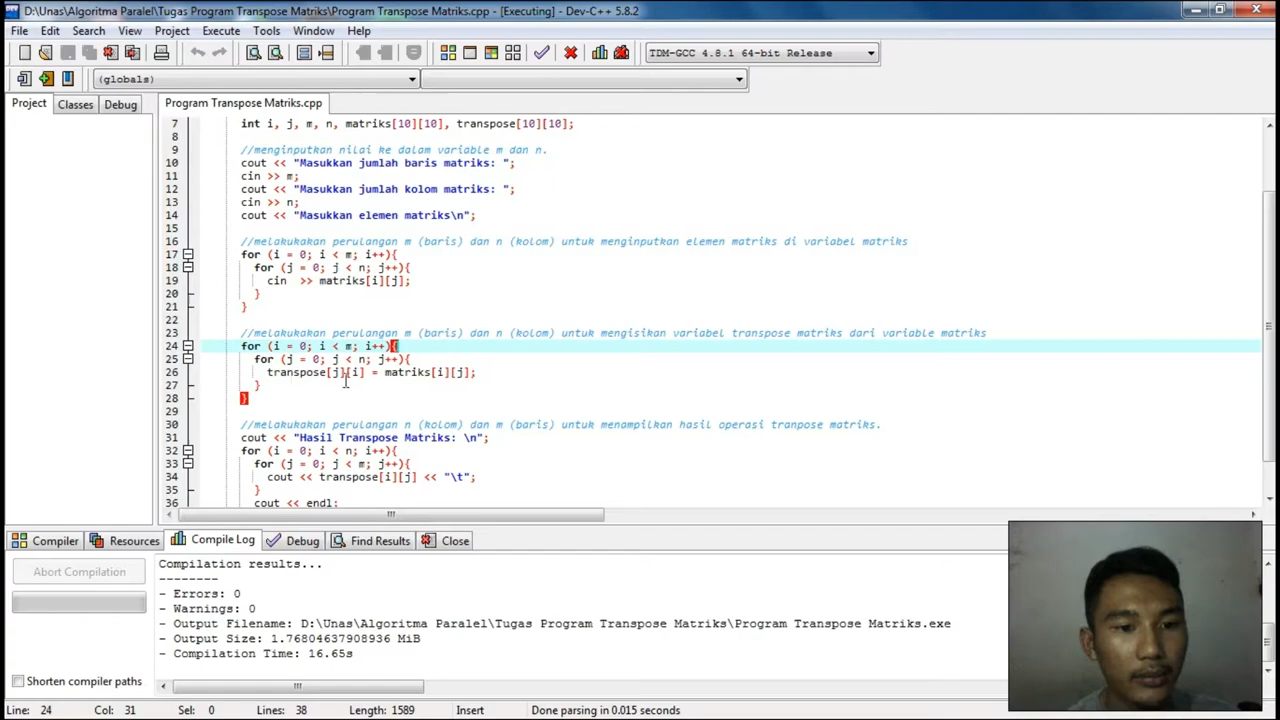 D:\Unas\Algoritma Paralel\Tugas Program Transpose Matriks\Program Transpose Matriks.cpp - [Executing] - Dev-C++ 5.8.2
File Edit Search View Project Execute Tools Window Help
TDM-GCC 4.8.1 64-bit Release
(globals)
Project Classes Debug
Program Transpose Matriks.cpp
7 int i, j, m, n, matriks[10][10], transpose[10][10];
8
9 //menginputkan nilai ke dalam variable m dan n.
10 cout << "Masukkan jumlah baris matriks: ";
11 cin >> m;
12 cout << "Masukkan jumlah kolom matriks: ";
13 cin >> n;
14 cout << "Masukkan elemen matriks\n";
15
16 //melakukakan perulangan m (baris) dan n (kolom) untuk menginputkan elemen matriks di variabel matriks
17 for (i = 0; i < m; i++){
18 for (j = 0; j < n; j++){
19 cin  >> matriks[i][j];
20 }
21 }
22
23 //melakukakan perulangan m (baris) dan n (kolom) untuk mengisikan variabel transpose matriks dari variable matriks
24 for (i = 0; i < m; i++){
25 for (j = 0; j < n; j++){
26 transpose[j][i] = matriks[i][j];
27 }
28 }
29
30 //melakukakan perulangan n (kolom) dan m (baris) untuk menampilkan hasil operasi tranpose matriks.
31 cout << "Hasil Transpose Matriks: \n";
32 for (i = 0; i < n; i++){
33 for (j = 0; j < m; j++){
34 cout << transpose[i][j] << "\t";
35 }
36 cout << endl;
Compiler Resources Compile Log Debug Find Results Close
Abort Compilation
Shorten compiler paths
Compilation results...
--------
- Errors: 0
- Warnings: 0
- Output Filename: D:\Unas\Algoritma Paralel\Tugas Program Transpose Matriks\Program Transpose Matriks.exe
- Output Size: 1.76804637908936 MiB
- Compilation Time: 16.65s
Line: 24 Col: 31 Sel: 0 Lines: 38 Length: 1589 Insert Done parsing in 0.015 seconds